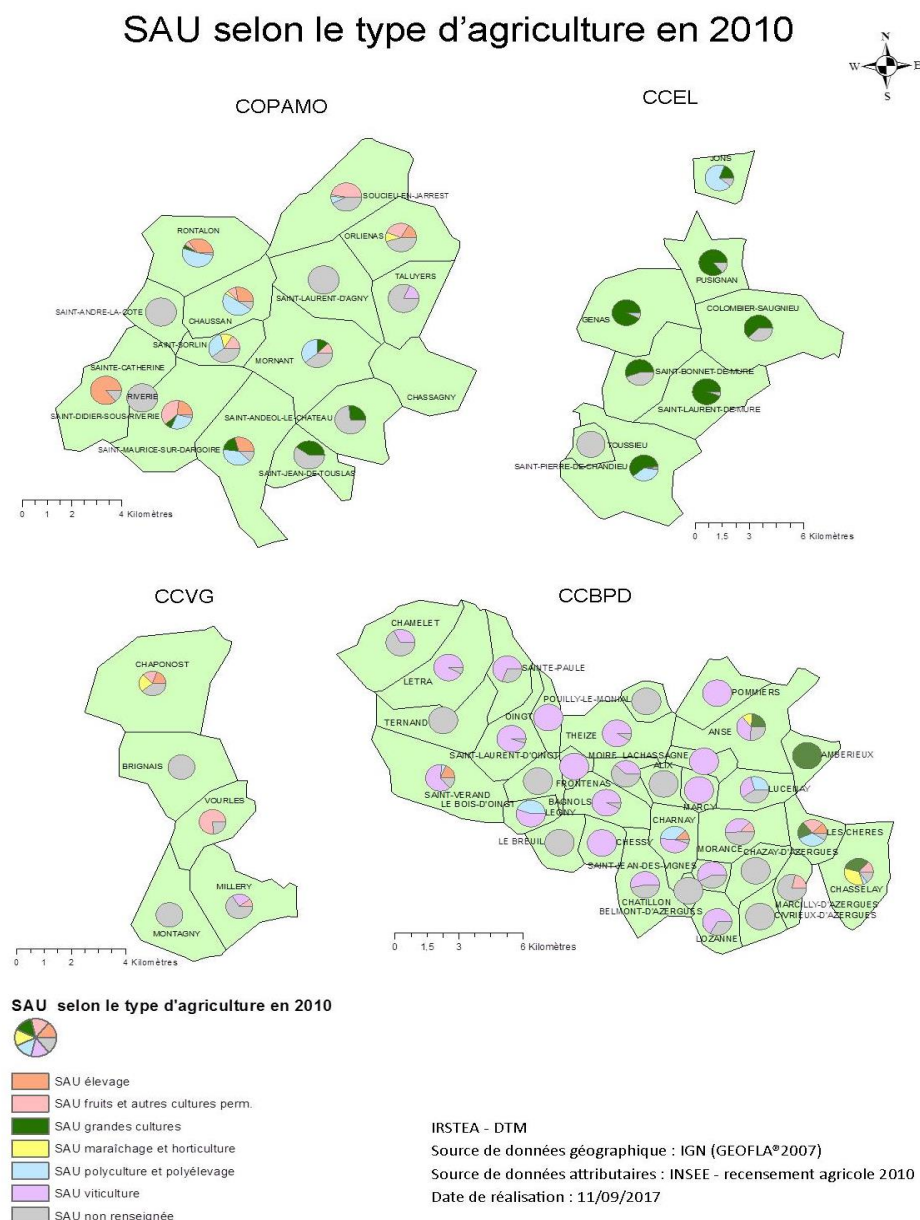 SAU selon le type d'agriculture en 2010
N
W E
S
COPAMO
CCEL
JONS
SOUCIEU-EN-JARREST
RONTALON
ORLIENAS
PUSIGNAN
TALUYERS
SAINT-LAURENT-D'AGNY
SAINT-ANDRE-LA-COTE
CHAUSSAN
COLOMBIER-SAUGNIEU
GENAS
SAINT-SORLIN
MORNANT
SAINTE-CATHERINE
SAINT-BONNET-DE-MURE
CHASSAGNY
RIVERIE
SAINT-LAURENT-DE-MURE
SAINT-DIDIER-SOUS-RIVERIE
SAINT-ANDEOL-LE-CHATEAU
TOUSSIEU
SAINT-MAURICE-SUR-DARGOIRE
SAINT-PIERRE-DE-CHANDIEU
SAINT-JEAN-DE-TOUSLAS
0 1 2 4 Kilomètres
0 1,5 3 6 Kilomètres
CCVG
CCBPD
CHAMELET
CHAPONOST
SAINTE-PAULE
LETRA
POUILLY-LE-MONIAL
POMMIERS
OINGT
TERNAND
THEIZE
ANSE
SAINT-LAURENT-D'OINGT
MOIRE
LACHASSAGNE
AMBERIEUX
BRIGNAIS
ALIX
FRONTENAS
SAINT-VERAND
LUCENAY
LE BOIS-D'OINGT
BAGNOLS
MARCY
VOURLES
LEGNY
CHARNAY
LE BREUIL
CHESSY
MORANCE
LES CHERES
CHAZAY-D'AZERGUES
SAINT-JEAN-DES-VIGNES
MILLERY
CHASSELAY
CHATILLON
MARCILLY-D'AZERGUES
BELMONT-D'AZERGUES
CIVRIEUX-D'AZERGUES
MONTAGNY
LOZANNE
0 1 2 4 Kilomètres
0 1,5 3 6 Kilomètres
SAU selon le type d'agriculture en 2010
SAU élevage
SAU fruits et autres cultures perm.
SAU grandes cultures
SAU maraîchage et horticulture
SAU polyculture et polyélevage
SAU viticulture
SAU non renseignée
IRSTEA - DTM
Source de données géographique : IGN (GEOFLA®2007)
Source de données attributaires : INSEE - recensement agricole 2010
Date de réalisation : 11/09/2017